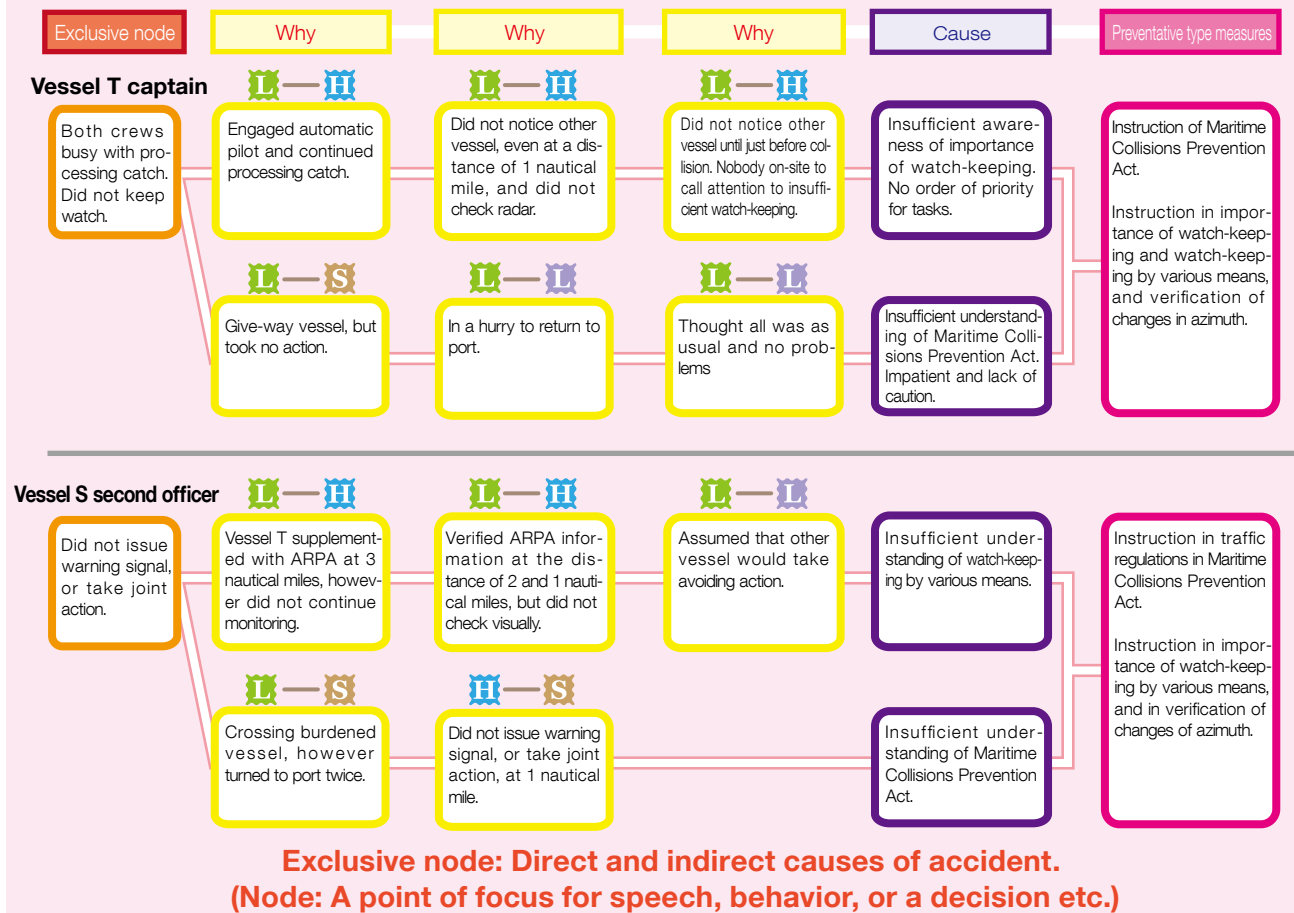 Exclusive node
Why
Why
Why
Cause
Preventative type measures
Vessel T captain
L H
L H
L H
Both crews
busy with pro-
cessing catch.
Did not keep
watch.
Engaged automatic
pilot and continued
processing catch.
Did not notice other
vessel, even at a dis-
tance of 1 nautical
mile, and did not
check radar.
Did not notice other
vessel until just before col-
lision. Nobody on-site to
call attention to insuffi-
cient watch-keeping.
Insufficient aware-
ness of importance
of watch-keeping.
No order of priority
for tasks.
Instruction of Maritime
Collisions Prevention
Act.
Instruction in impor-
tance of watch-keep-
ing and watch-keep-
ing by various means,
and verification of
changes in azimuth.
L S
L L
L L
Give-way vessel, but
took no action.
In a hurry to return to
port.
Thought all was as
usual and no prob-
lems
Insufficient understand-
ing of Maritime Colli-
sions Prevention Act.
Impatient and lack of
caution.
Vessel S second officer
L H
L H
L L
Did not issue
warning signal,
or take joint
action.
Vessel T supplement-
ed with ARPA at 3
nautical miles, howev-
er did not continue
monitoring.
Verified ARPA infor-
mation at the dis-
tance of 2 and 1 nauti-
cal miles, but did not
check visually.
Assumed that other
vessel would take
avoiding action.
Insufficient under-
standing of watch-keep-
ing by various means.
Instruction in traffic
regulations in Maritime
Collisions Prevention
Act.
Instruction in impor-
tance of watch-keep-
ing by various means,
and in verification of
changes of azimuth.
L S
H S
Crossing burdened
vessel, however
turned to port twice.
Did not issue warning
signal, or take joint
action, at 1 nautical
mile.
Insufficient under-
standing of Maritime
Collisions Prevention
Act.
Exclusive node: Direct and indirect causes of accident.
(Node: A point of focus for speech, behavior, or a decision etc.)